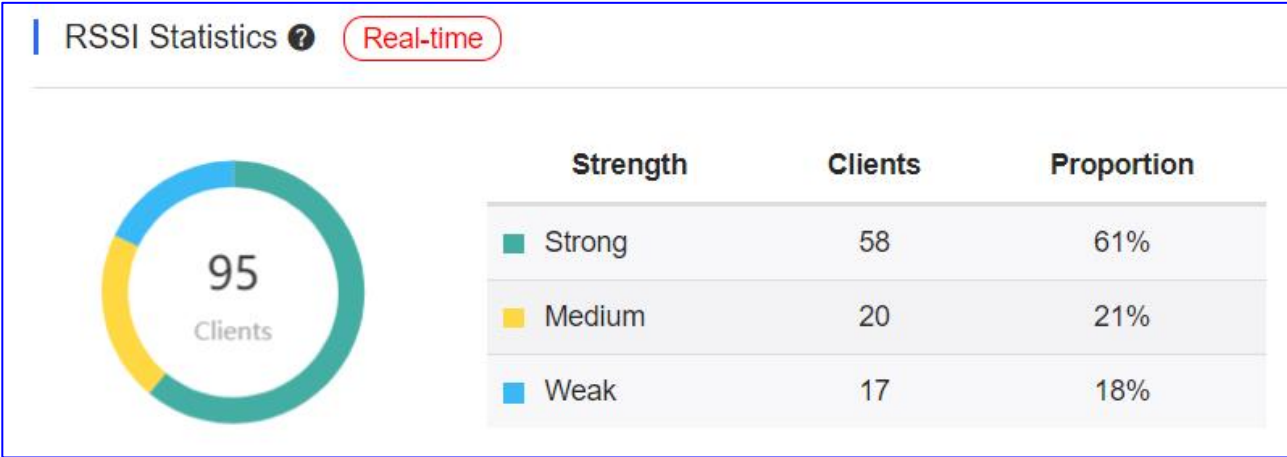 RSSI Statistics ? Real-time
95
Clients
Strength Clients Proportion
Strong 58 61%
Medium 20 21%
Weak 17 18%